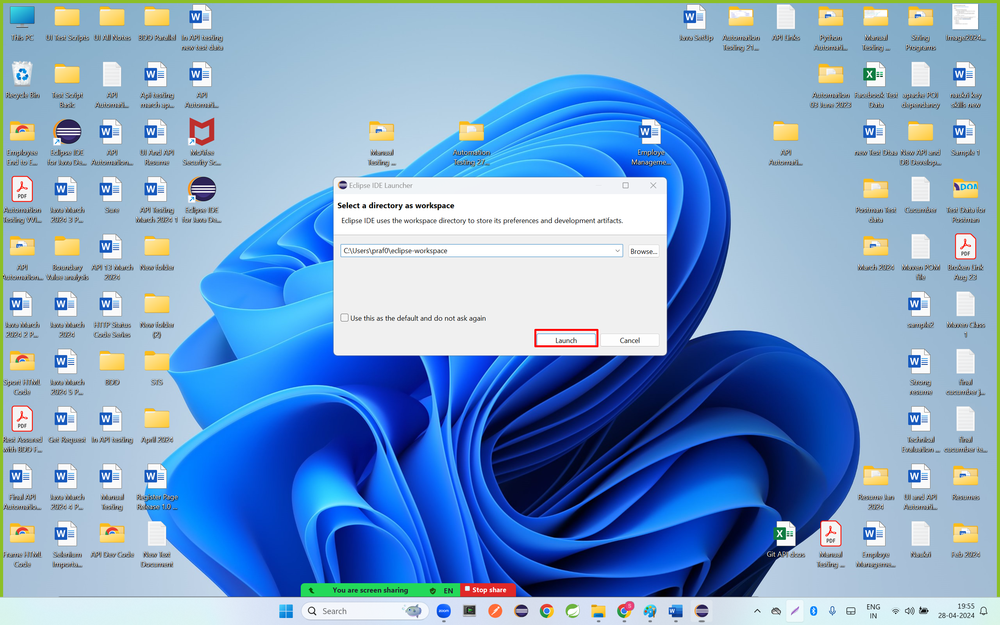 This PC
UI Test Scripts
UI All Notes
BDD Parallel
In API testing
new test data
Java SetUp
Automation
Testing 21...
API Links
Python
Automati...
Manual
Testing ...
String
Programs
Image2024...
Recycle Bin
Test Script
Basic
API
Automati...
Api testing
march ap...
API
Automati...
Automation
03 June 2023
Facebook Test
Data
apache POI
dependancy
naukri key
skills new
Employee
End to E...
Eclipse IDE
for Java De...
API
Automation...
UI And API
Resume
McAfee
Security Sc...
Manual
Testing ...
Automation
Testing 27...
Employe
Manageme...
API
Automati...
new Test Dtaa
New API and
DB Develop...
Sample 1
PDF
Automation
Testing VVI...
Java March
2024 3 P...
Sure
API Testing
March 2024 1
Eclipse IDE
for Java De...
Postman Test
data
Cucumber
Test Data for
Postman
Eclipse IDE Launcher
Select a directory as workspace
Eclipse IDE uses the workspace directory to store its preferences and development artifacts.
C:\Users\praf0\eclipse-workspace
Browse...
Use this as the default and do not ask again
Launch
Cancel
API
Automation...
Boundary
Value analysis
API 13 March
2024
New folder
March 2024
Maven POM
file
PDF
Broken Link
Aug 23
Java March
2024 2 P...
Java March
2024
HTTP Status
Code Series
New folder
(2)
sample2
Maven Class
1
Sport HTML
Code
Java March
2024 5 P...
BDD
STS
Strong
resume
final
cucumber j...
PDF
Rest Assured
with BDD F...
Get Request
In API testing
April 2024
Technical
Evaluation ...
final
cucumber te...
Final API
Automatio...
Java March
2024 4 P...
Manual
Testing
Register Page
Release 1.0 ...
Resume Jan
2024
UI and API
Automati...
Resumes
Frame HTML
Code
Selenium
Importa...
API Dev Code
New Text
Document
Git API dcos
PDF
Manual
Testing ...
Employe
Manageme...
Naukri
Feb 2024
You are screen sharing
EN
Stop share
Search
zoom
S
ENG
IN
19:55
28-04-2024